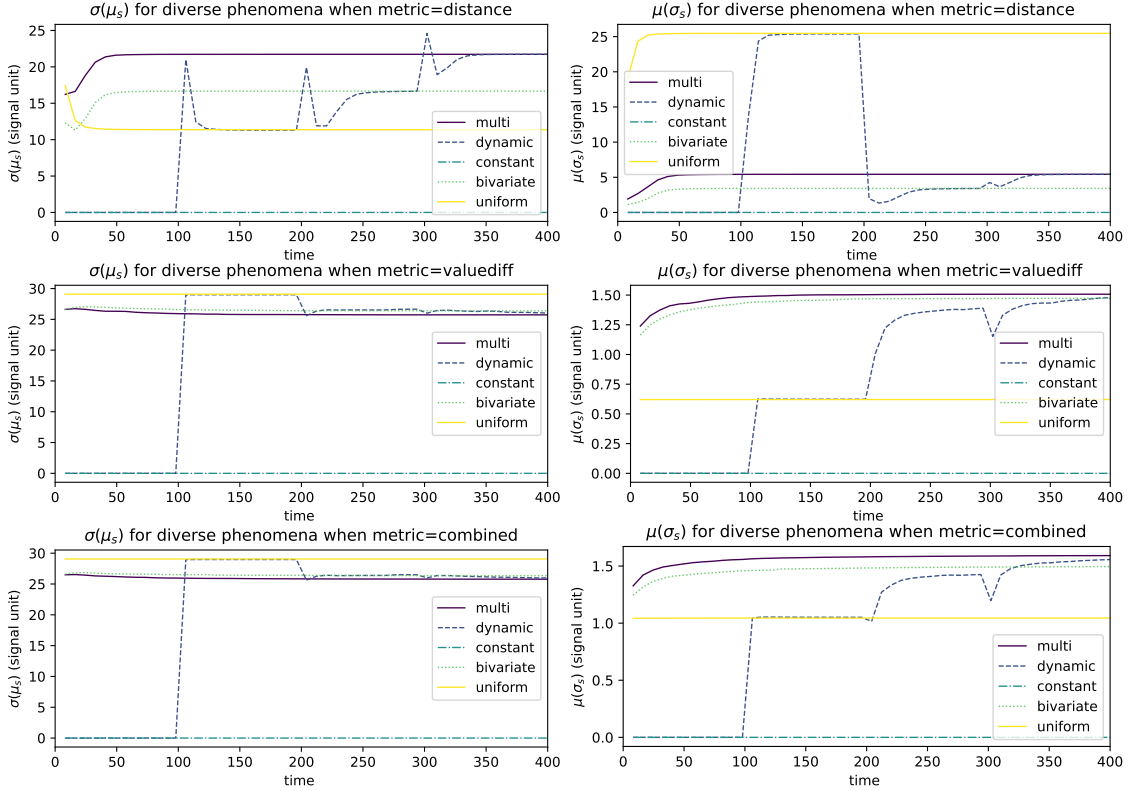 σ(μₛ) for diverse phenomena when metric=distance
σ(μₛ) (signal unit)
25
20
15
10
5
0
multi
dynamic
constant
bivariate
uniform
0 50 100 150 200 250 300 350 400
time
μ(σₛ) for diverse phenomena when metric=distance
μ(σₛ) (signal unit)
25
20
15
10
5
0
multi
dynamic
constant
bivariate
uniform
0 50 100 150 200 250 300 350 400
time
σ(μₛ) for diverse phenomena when metric=valuediff
σ(μₛ) (signal unit)
30
25
20
15
10
5
0
multi
dynamic
constant
bivariate
uniform
0 50 100 150 200 250 300 350 400
time
μ(σₛ) for diverse phenomena when metric=valuediff
μ(σₛ) (signal unit)
1.50
1.25
1.00
0.75
0.50
0.25
0.00
multi
dynamic
constant
bivariate
uniform
0 100 200 300 400
time
σ(μₛ) for diverse phenomena when metric=combined
σ(μₛ) (signal unit)
30
25
20
15
10
5
0
multi
dynamic
constant
bivariate
uniform
0 50 100 150 200 250 300 350 400
time
μ(σₛ) for diverse phenomena when metric=combined
μ(σₛ) (signal unit)
1.5
1.0
0.5
0.0
multi
dynamic
constant
bivariate
uniform
0 50 100 150 200 250 300 350 400
time